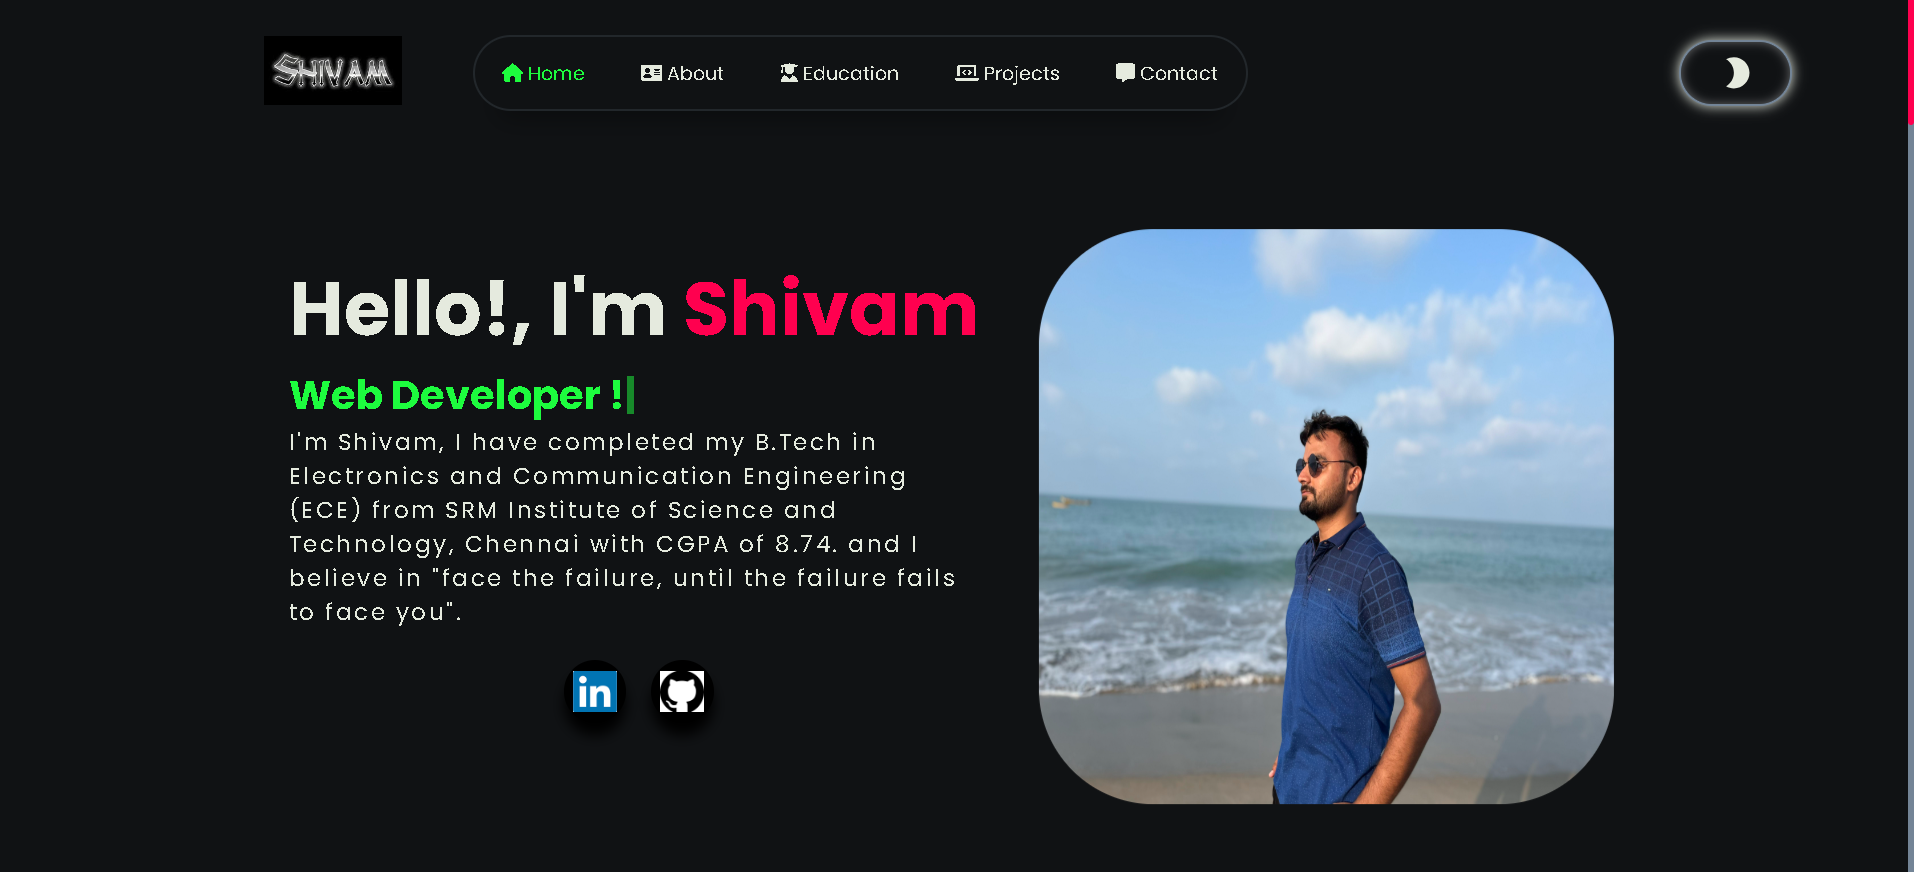 SHIVAM
Home About Education Projects Contact
Hello!, I'm Shivam
Web Developer !
I'm Shivam, I have completed my B.Tech in
Electronics and Communication Engineering
(ECE) from SRM Institute of Science and
Technology, Chennai with CGPA of 8.74. and I
believe in "face the failure, until the failure fails
to face you".
in